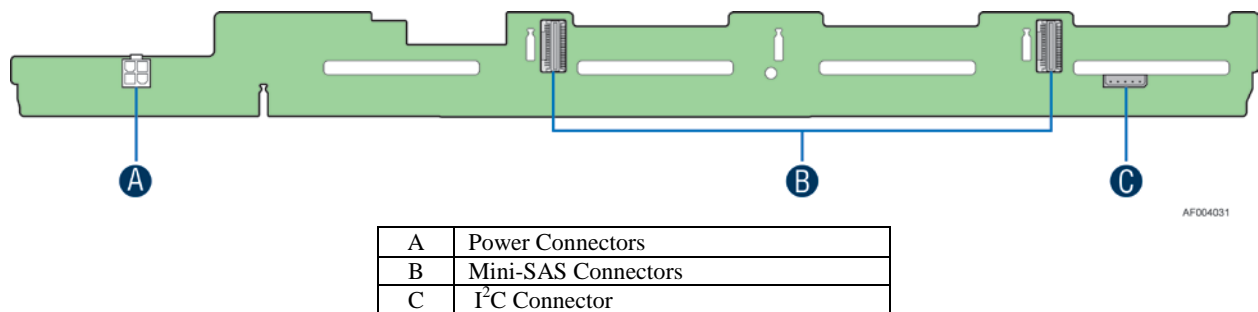 A
B
C
AF004031
A Power Connectors
B Mini-SAS Connectors
C I²C Connector